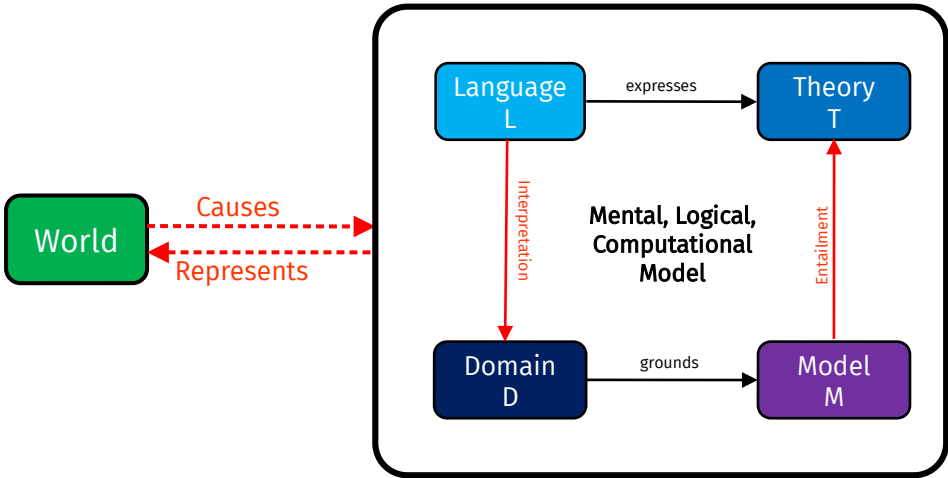 Language
L
expresses
Theory
T
Interpretation
Mental, Logical,
Computational
Model
Entailment
World
Causes
Represents
Domain
D
grounds
Model
M